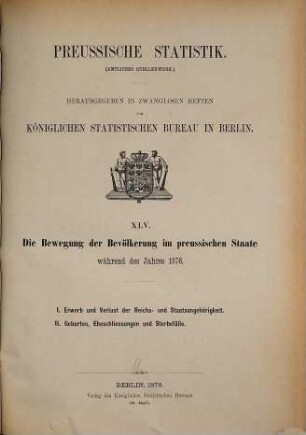 PREUSSISCHE STATISTIK.
(AMTLICHES QUELLENWERK.)
HERAUSGEGEBEN IN ZWANGLOSEN HEFTEN
VOM
KÖNIGLICHEN STATISTISCHEN BUREAU IN BERLIN.
XLV.
Die Bewegung der Bevölkerung im preussischen Staate
während des Jahres 1876.
I. Erwerb und Verlust der Reichs- und Staatsangehörigkeit.
II. Geburten, Eheschliessungen und Sterbefälle.
BERLIN, 1878.
Verlag des Königlichen Statistischen Bureaus